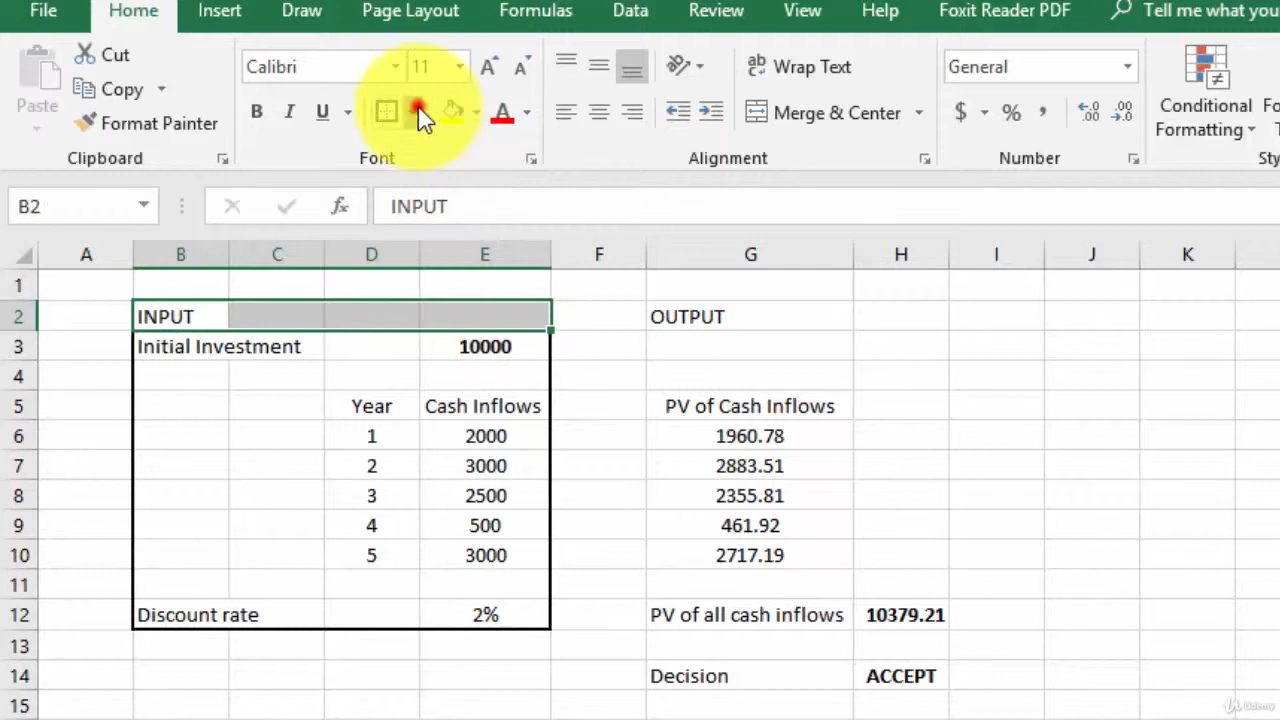 File Home Insert Draw Page Layout Formulas Data Review View Help Foxit Reader PDF Tell me what you
Paste
Cut
Copy
Format Painter
Clipboard
Calibri 11
B I U A
Font
Wrap Text
Merge & Center
Alignment
General
$ % ,
Number
Conditional
Formatting
Sty
B2 fx INPUT
A B C D E F G H I J K
1
2 INPUT OUTPUT
3 Initial Investment 10000
4
5 Year Cash Inflows PV of Cash Inflows
6 1 2000 1960.78
7 2 3000 2883.51
8 3 2500 2355.81
9 4 500 461.92
10 5 3000 2717.19
11
12 Discount rate 2% PV of all cash inflows 10379.21
13
14 Decision ACCEPT
15
Udemy